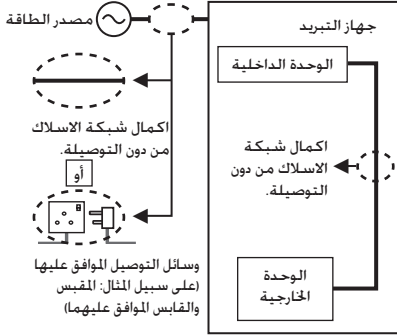 مصدر الطاقة
جهاز التبريد
الوحدة الداخلية
اكمال شبكة الاسلاك
من دون التوصيلة.
أو
وسائل التوصيل الموافق عليها
(على سبيل المثال: المقبس
والقابس الموافق عليهما)
اكمال شبكة
الاسلاك من دون
التوصيلة.
الوحدة
الخارجية